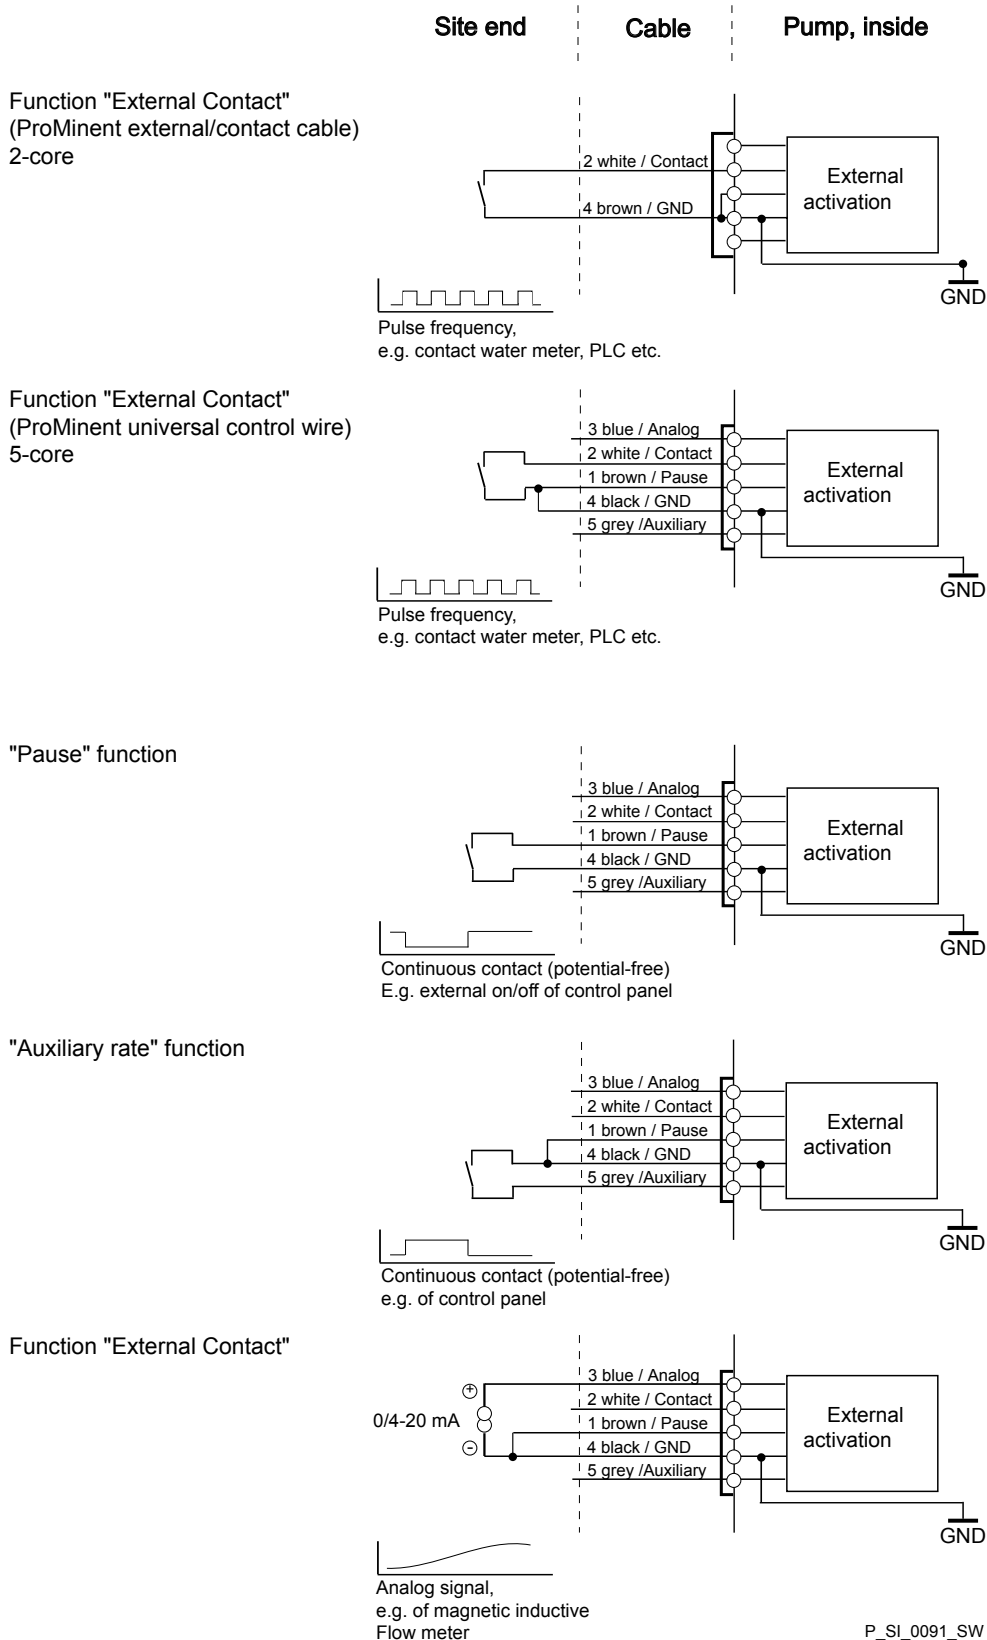 Site end Cable Pump, inside
Function "External Contact"
(ProMinent external/contact cable)
2-core
2 white / Contact
4 brown / GND
External
activation
GND
Pulse frequency,
e.g. contact water meter, PLC etc.
Function "External Contact"
(ProMinent universal control wire)
5-core
3 blue / Analog
2 white / Contact
1 brown / Pause
4 black / GND
5 grey /Auxiliary
External
activation
GND
Pulse frequency,
e.g. contact water meter, PLC etc.
"Pause" function
3 blue / Analog
2 white / Contact
1 brown / Pause
4 black / GND
5 grey /Auxiliary
External
activation
GND
Continuous contact (potential-free)
E.g. external on/off of control panel
"Auxiliary rate" function
3 blue / Analog
2 white / Contact
1 brown / Pause
4 black / GND
5 grey /Auxiliary
External
activation
GND
Continuous contact (potential-free)
e.g. of control panel
Function "External Contact"
3 blue / Analog
2 white / Contact
1 brown / Pause
4 black / GND
5 grey /Auxiliary
+
0/4-20 mA
-
External
activation
GND
Analog signal,
e.g. of magnetic inductive
Flow meter
P_SI_0091_SW